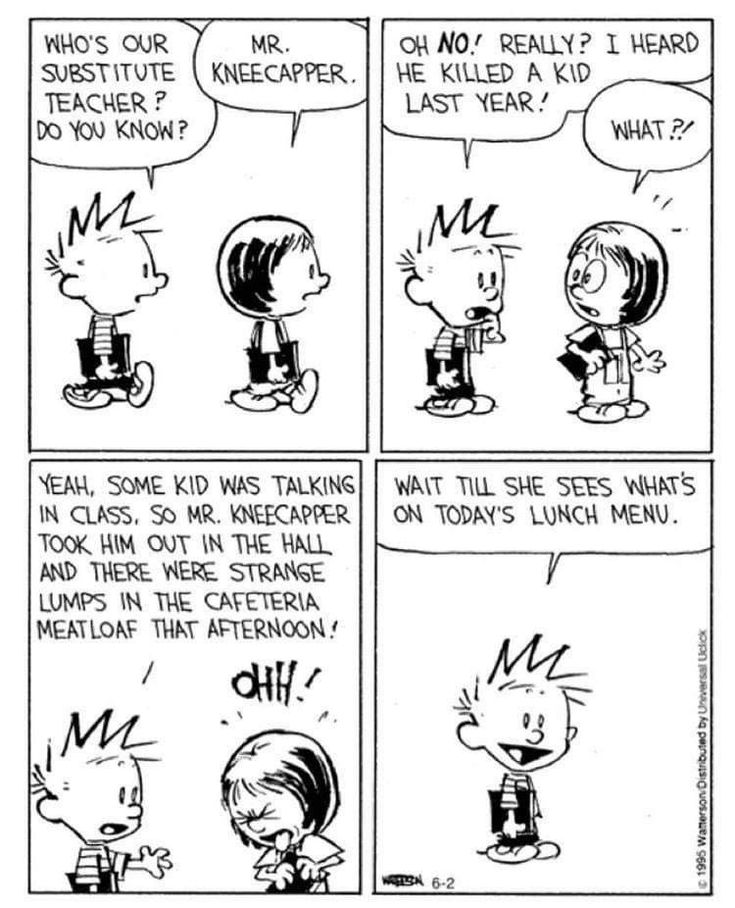 WHO'S OUR
SUBSTITUTE
TEACHER?
DO YOU KNOW?
MR.
KNEECAPPER.
OH NO! REALLY? I HEARD
HE KILLED A KID
LAST YEAR!
WHAT?!
YEAH, SOME KID WAS TALKING
IN CLASS, SO MR. KNEECAPPER
TOOK HIM OUT IN THE HALL
AND THERE WERE STRANGE
LUMPS IN THE CAFETERIA
MEATLOAF THAT AFTERNOON!
OHH!
WAIT TILL SHE SEES WHAT'S
ON TODAY'S LUNCH MENU.
WATTERSON 6-2
© 1995 Watterson/Distributed by Universal Uclick